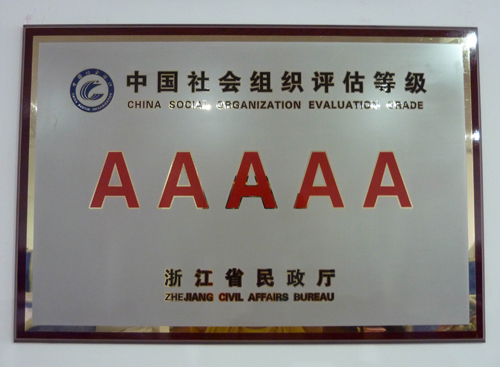 中国社会组织评估等级
CHINA SOCIAL ORGANIZATION EVALUATION GRADE
AAAAA
浙江省民政厅
ZHEJIANG CIVIL AFFAIRS BUREAU